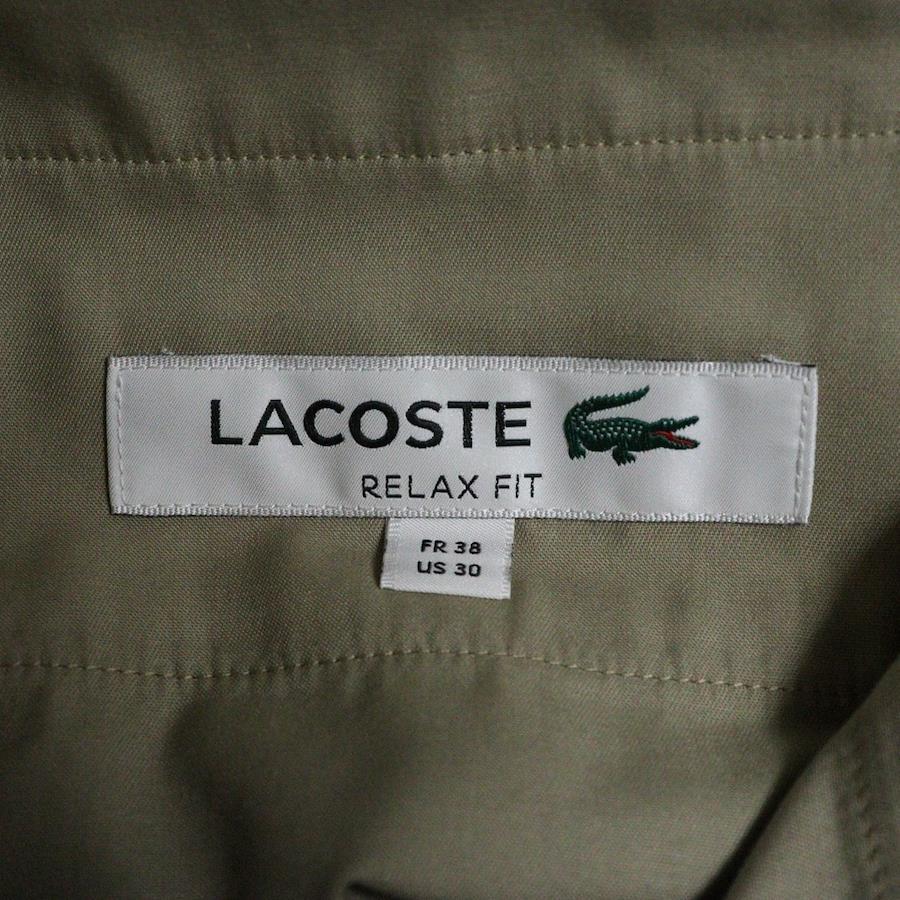 LACOSTE
RELAX FIT
FR 38
US 30